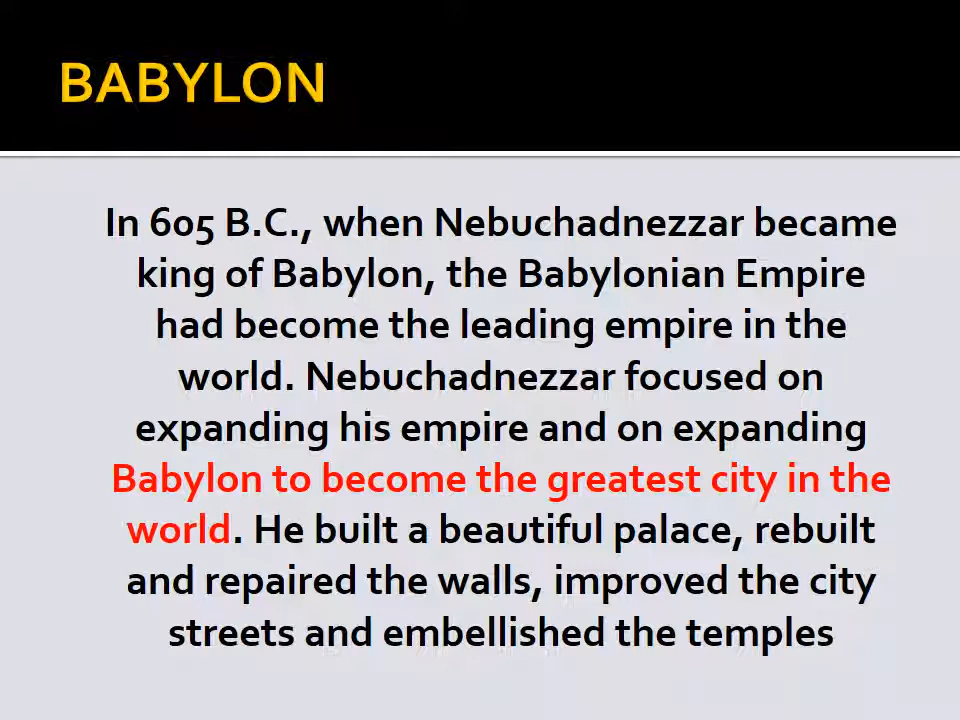 BABYLON
In 605 B.C., when Nebuchadnezzar became
king of Babylon, the Babylonian Empire
had become the leading empire in the
world. Nebuchadnezzar focused on
expanding his empire and on expanding
Babylon to become the greatest city in the
world. He built a beautiful palace, rebuilt
and repaired the walls, improved the city
streets and embellished the temples